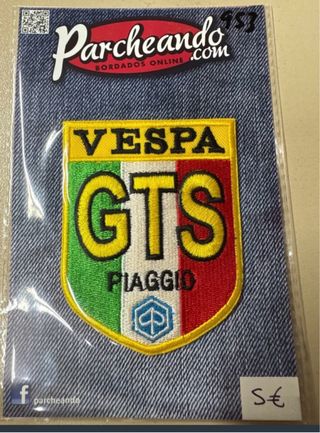 953
Parcheando
.com
BORDADOS ONLINE
VESPA
GTS
PIAGGIO
parcheando
5€